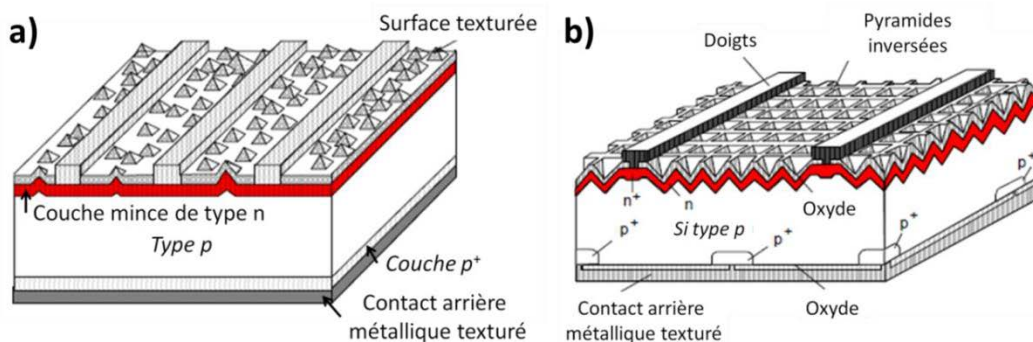 a)
Surface texturée
Couche mince de type n
Type p
Couche p+
Contact arrière
métallique texturé
b)
Doigts
Pyramides
inversées
n+
n
Oxyde
p+
Si type p
p+
p+
p+
Contact arrière
métallique texturé
Oxyde